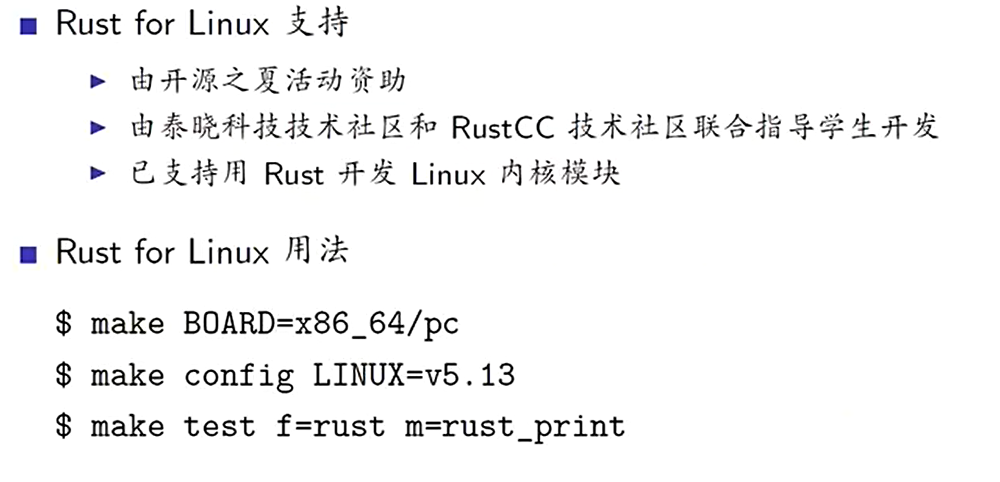 Rust for Linux 支持
由开源之夏活动资助
由泰晓科技技术社区和 RustCC 技术社区联合指导学生开发
已支持用 Rust 开发 Linux 内核模块
Rust for Linux 用法
$ make BOARD=x86_64/pc
$ make config LINUX=v5.13
$ make test f=rust m=rust_print